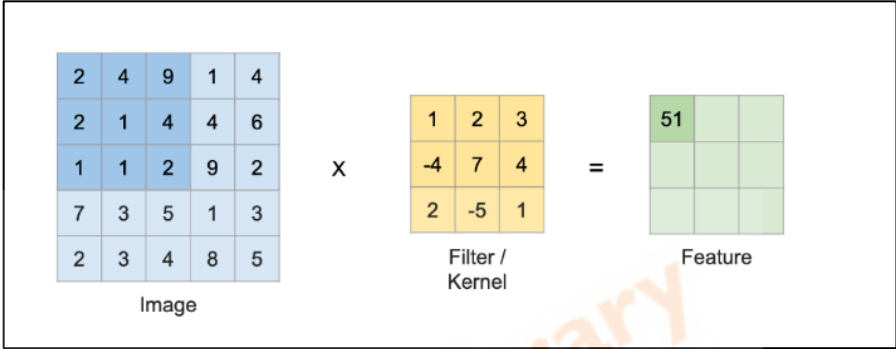 2 4 9 1 4
2 1 4 4 6
1 1 2 9 2
7 3 5 1 3
2 3 4 8 5
Image
x
1 2 3
-4 7 4
2 -5 1
Filter /
Kernel
=
51
Feature
rary